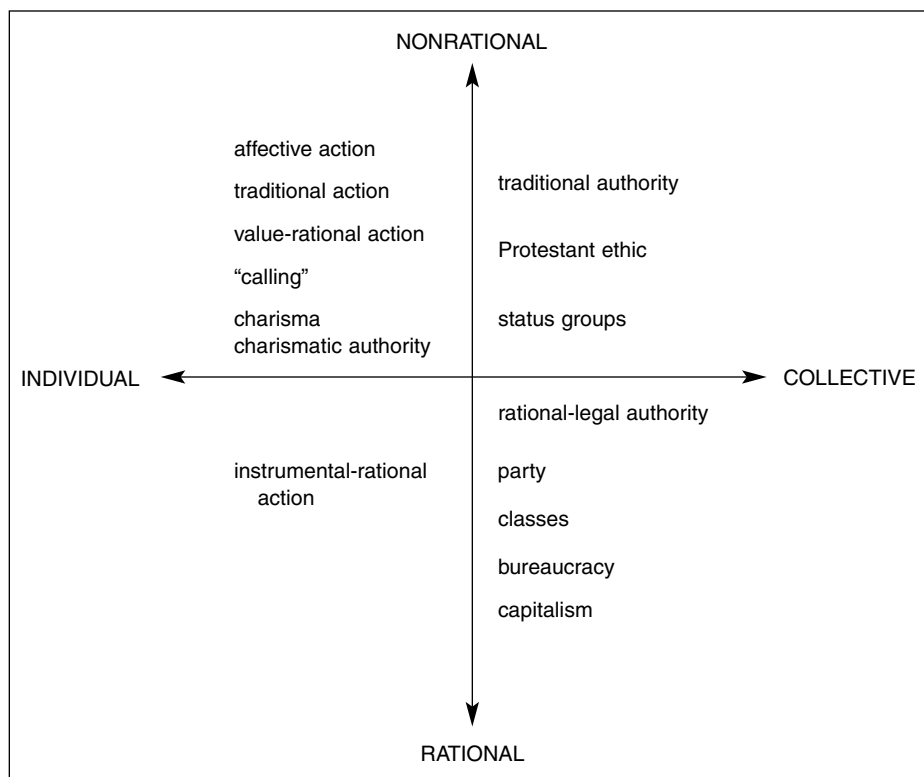 NONRATIONAL
affective action
traditional action
value-rational action
“calling”
charisma
charismatic authority
traditional authority
Protestant ethic
status groups
INDIVIDUAL
COLLECTIVE
instrumental-rational
action
rational-legal authority
party
classes
bureaucracy
capitalism
RATIONAL